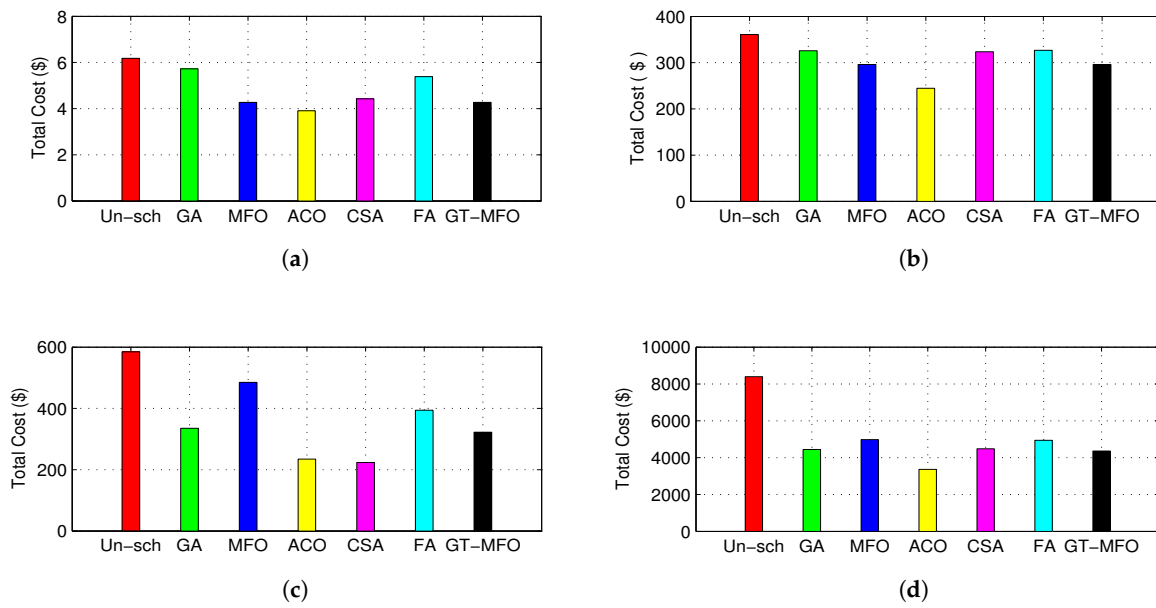 8
6
4
2
0
Total Cost ($)
Un-sch GA MFO ACO CSA FA GT-MFO
(a)
400
300
200
100
0
Total Cost ( $ )
Un-sch GA MFO ACO CSA FA GT-MFO
(b)
600
400
200
0
Total Cost ($)
Un-sch GA MFO ACO CSA FA GT-MFO
(c)
10000
8000
6000
4000
2000
0
Total Cost ($)
Un-sch GA MFO ACO CSA FA GT-MFO
(d)